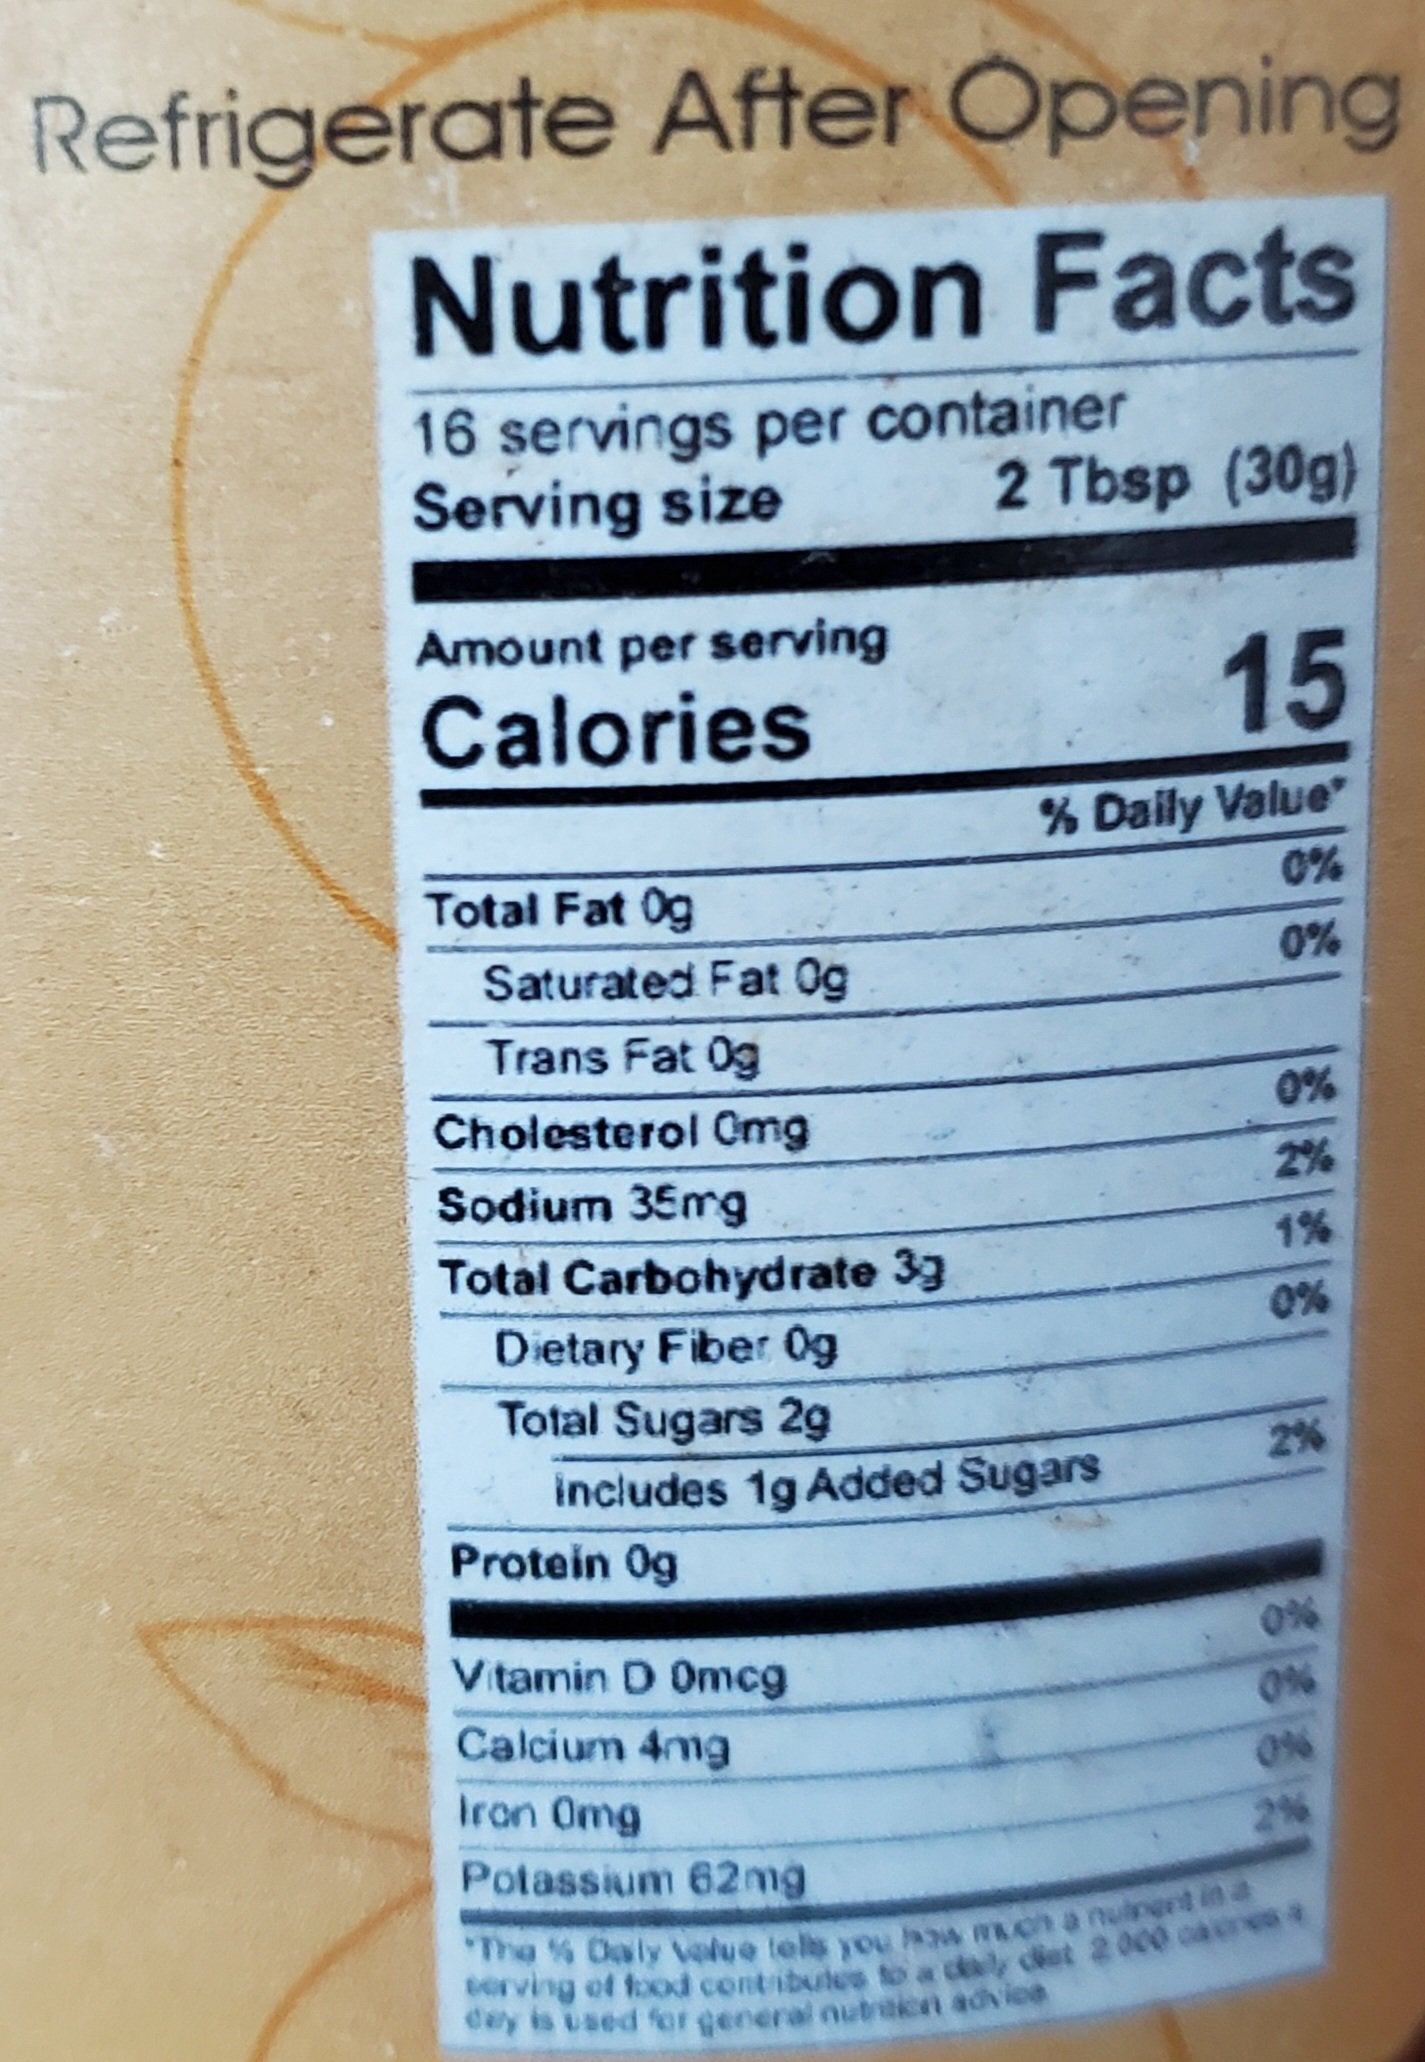 Refrigerate After Opening
Nutrition Facts
16 servings per container
Serving size 2 Tbsp (30g)
Amount per serving
Calories 15
% Daily Value*
Total Fat 0g 0%
Saturated Fat 0g 0%
Trans Fat 0g
Cholesterol 0mg 0%
Sodium 35mg 2%
Total Carbohydrate 3g 1%
Dietary Fiber 0g 0%
Total Sugars 2g
Includes 1g Added Sugars 2%
Protein 0g
Vitamin D 0mcg 0%
Calcium 4mg 0%
Iron 0mg 0%
Potassium 62mg 2%
*The % Daily Value tells you how much a nutrient in a
serving of food contributes to a daily diet 2,000 calories a
day is used for general nutrition advice